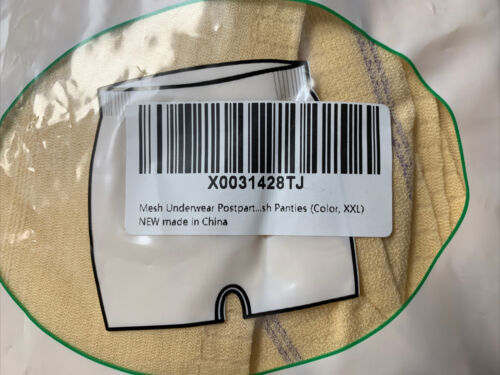 X0031428TJ
Mesh Underwear Postpart...sh Panties (Color, XXL)
NEW made in China